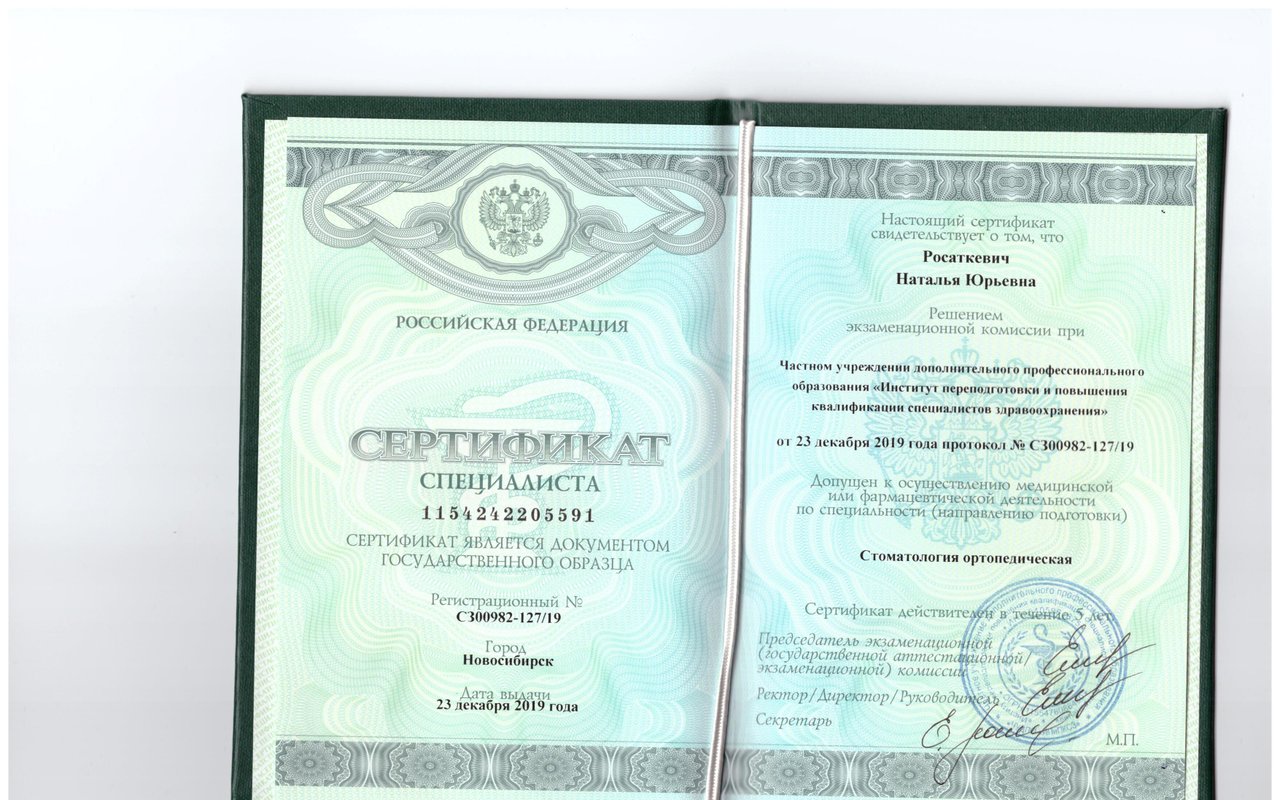 РОССИЙСКАЯ ФЕДЕРАЦИЯ
СЕРТИФИКАТ
СПЕЦИАЛИСТА
1154242205591
СЕРТИФИКАТ ЯВЛЯЕТСЯ ДОКУМЕНТОМ
ГОСУДАРСТВЕННОГО ОБРАЗЦА
Регистрационный №
СЗ00982-127/19
Город
Новосибирск
Дата выдачи
23 декабря 2019 года
Настоящий сертификат
свидетельствует о том, что
Росаткевич
Наталья Юрьевна
Решением
экзаменационной комиссии при
Частном учреждении дополнительного профессионального
образования «Институт переподготовки и повышения
квалификации специалистов здравоохранения»
от 23 декабря 2019 года протокол № СЗ00982-127/19
Допущен к осуществлению медицинской
или фармацевтической деятельности
по специальности (направлению подготовки)
Стоматология ортопедическая
Сертификат действителен в течение 5 лет.
Председатель экзаменационной
(государственной аттестационной/
экзаменационной) комиссии
Ректор/Директор/Руководитель
Секретарь
М.П.